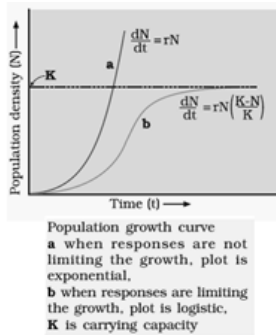 Population density (N)
K
a
dN/dt = rN
dN/dt = rN(K-N/K)
b
Time (t)
Population growth curve
a when responses are not
limiting the growth, plot is
exponential,
b when responses are limiting
the growth, plot is logistic,
K is carrying capacity